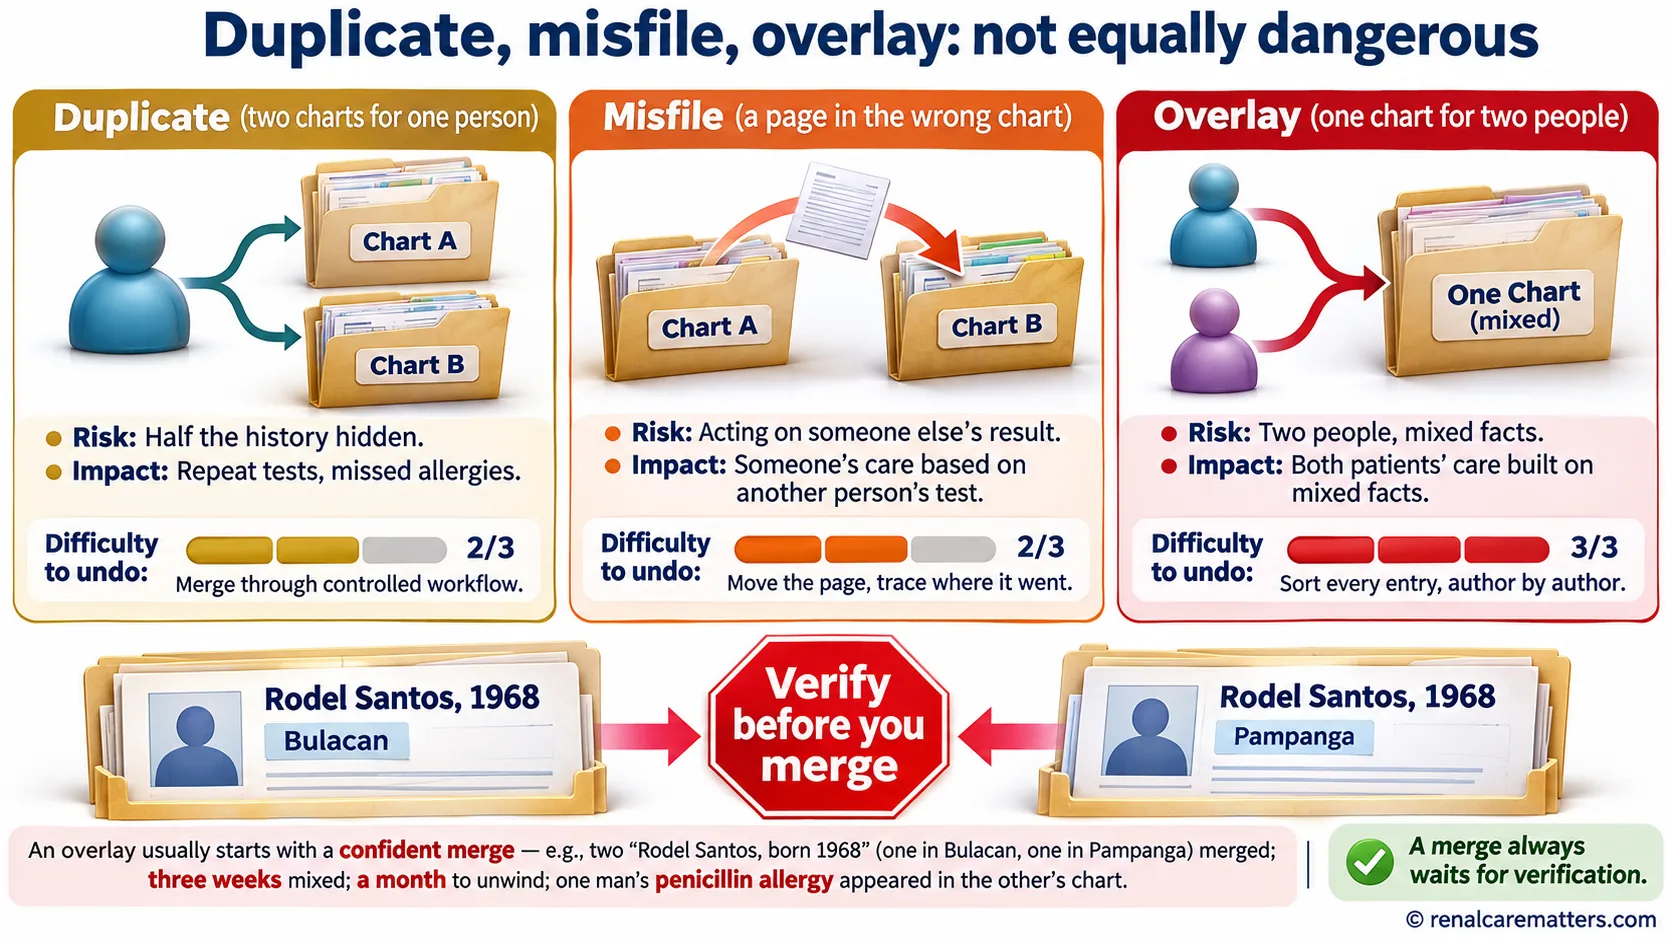 Duplicate, misfile, overlay: not equally dangerous
Duplicate (two charts for one person)
Chart A
Chart B
Risk: Half the history hidden.
Impact: Repeat tests, missed allergies.
Difficulty
to undo:
2/3
Merge through controlled workflow.
Misfile (a page in the wrong chart)
Chart A
Chart B
Risk: Acting on someone else's result.
Impact: Someone's care based on
another person's test.
Difficulty
to undo:
2/3
Move the page, trace where it went.
Overlay (one chart for two people)
One Chart
(mixed)
Risk: Two people, mixed facts.
Impact: Both patients' care built on
mixed facts.
Difficulty
to undo:
3/3
Sort every entry, author by author.
Rodel Santos, 1968
Bulacan
Verify
before you
merge
Rodel Santos, 1968
Pampanga
An overlay usually starts with a confident merge — e.g., two “Rodel Santos, born 1968” (one in Bulacan, one in Pampanga) merged;
three weeks mixed; a month to unwind; one man's penicillin allergy appeared in the other's chart.
A merge always
waits for verification.
© renalcarematters.com